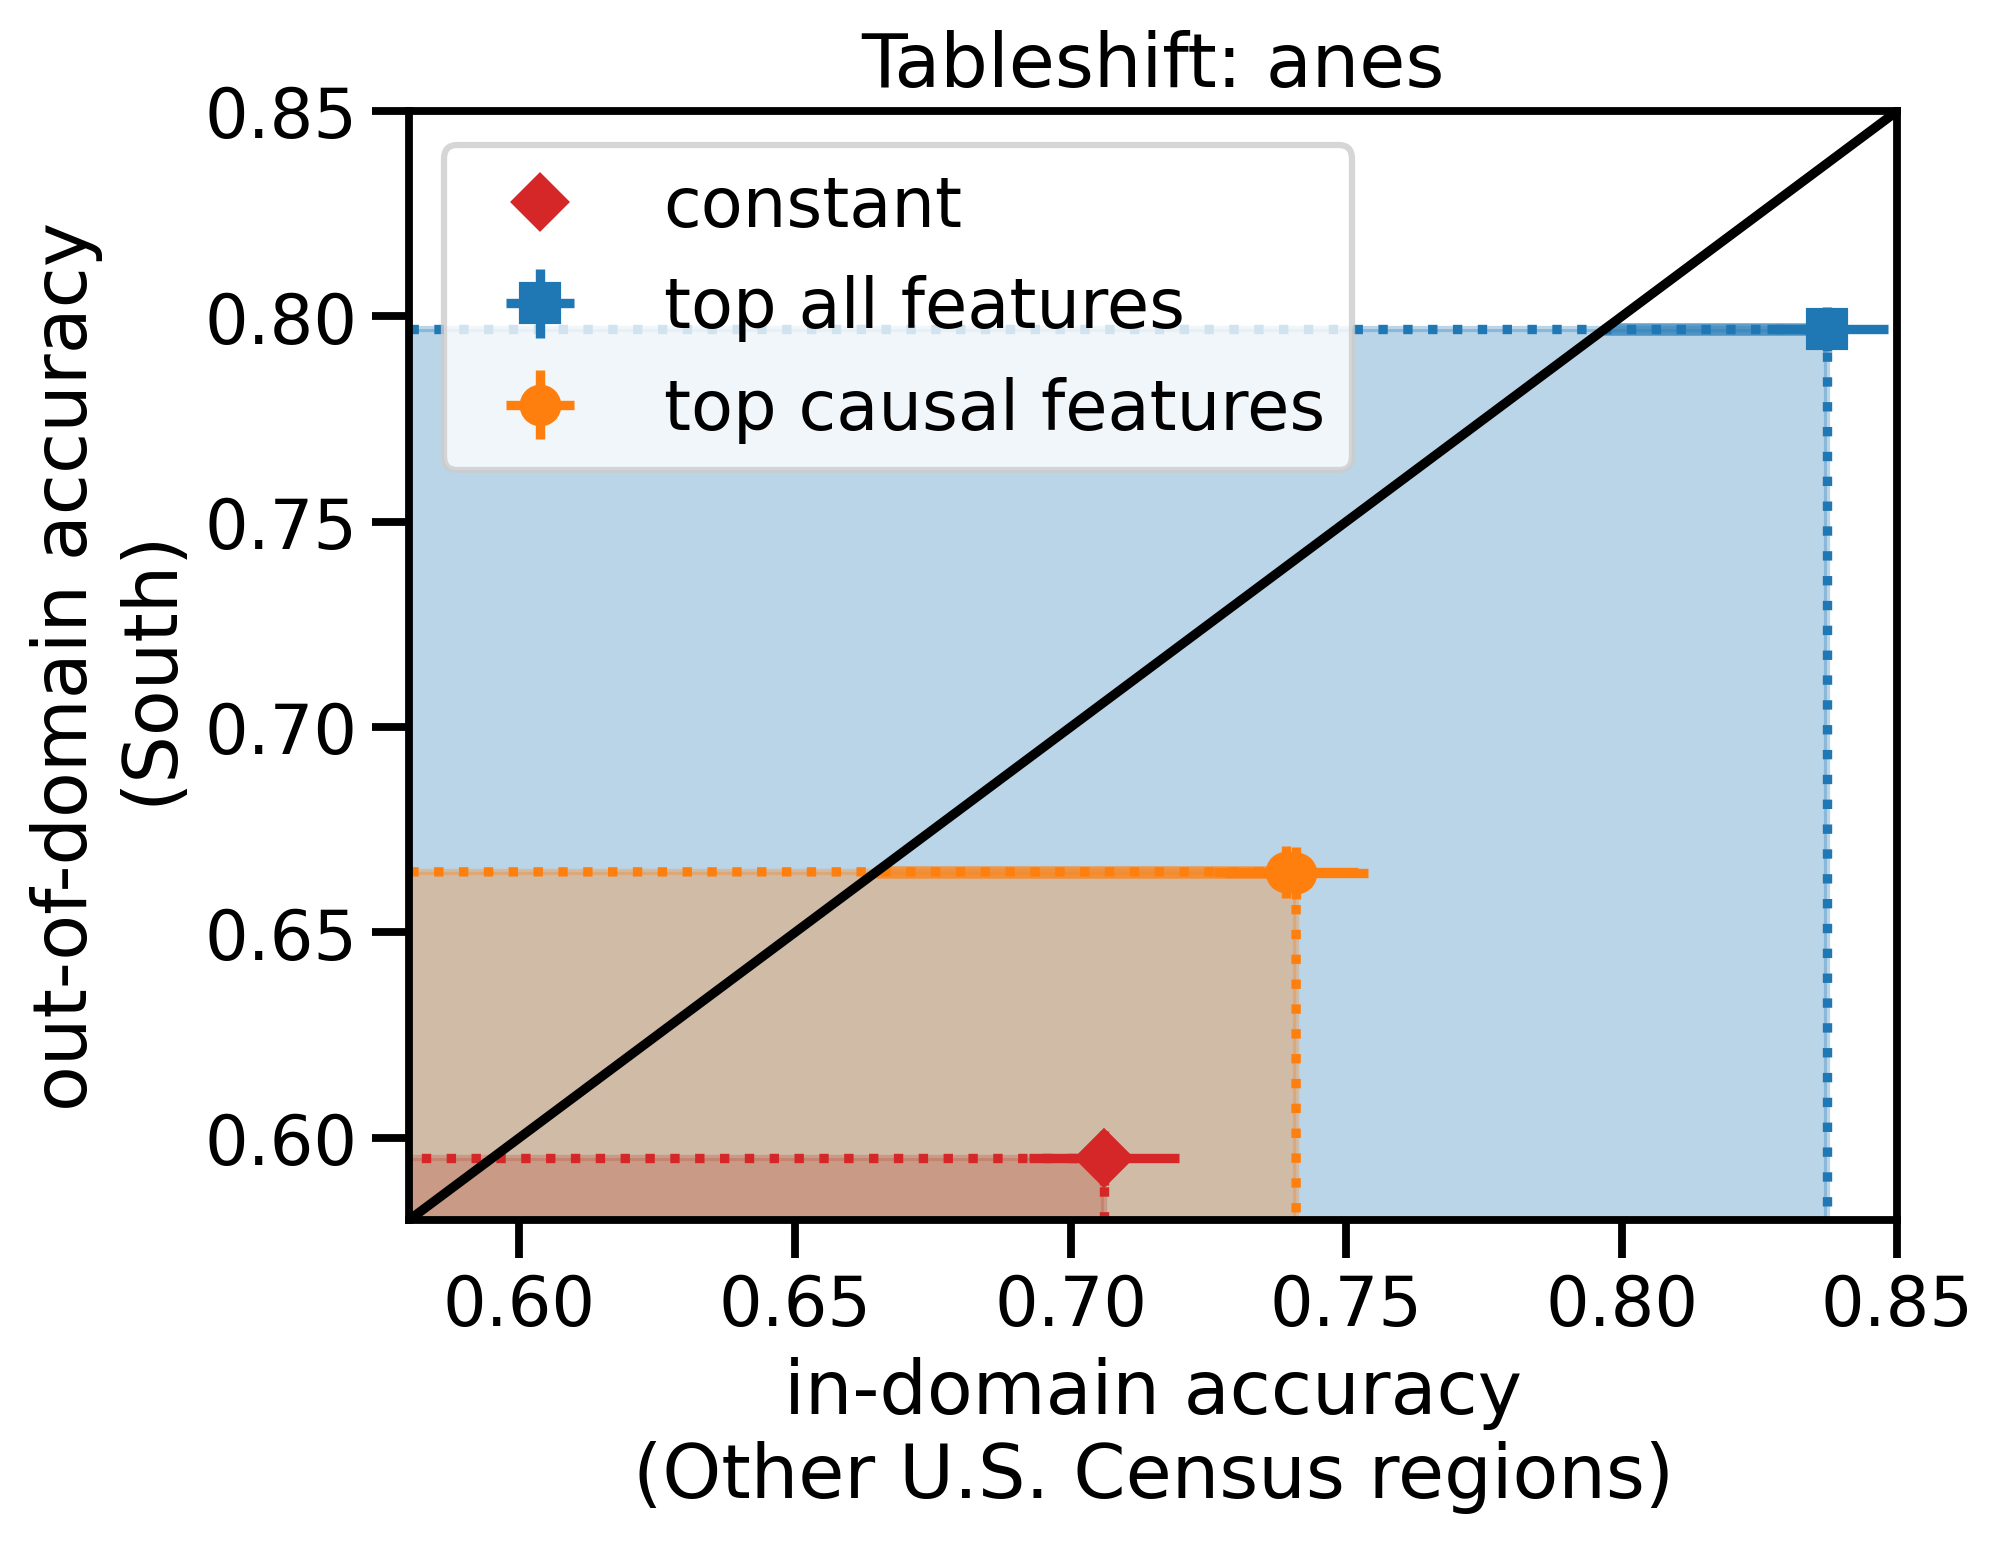 Tableshift: anes
out-of-domain accuracy
(South)
0.85
0.80
0.75
0.70
0.65
0.60
constant
top all features
top causal features
0.60 0.65 0.70 0.75 0.80 0.85
in-domain accuracy
(Other U.S. Census regions)